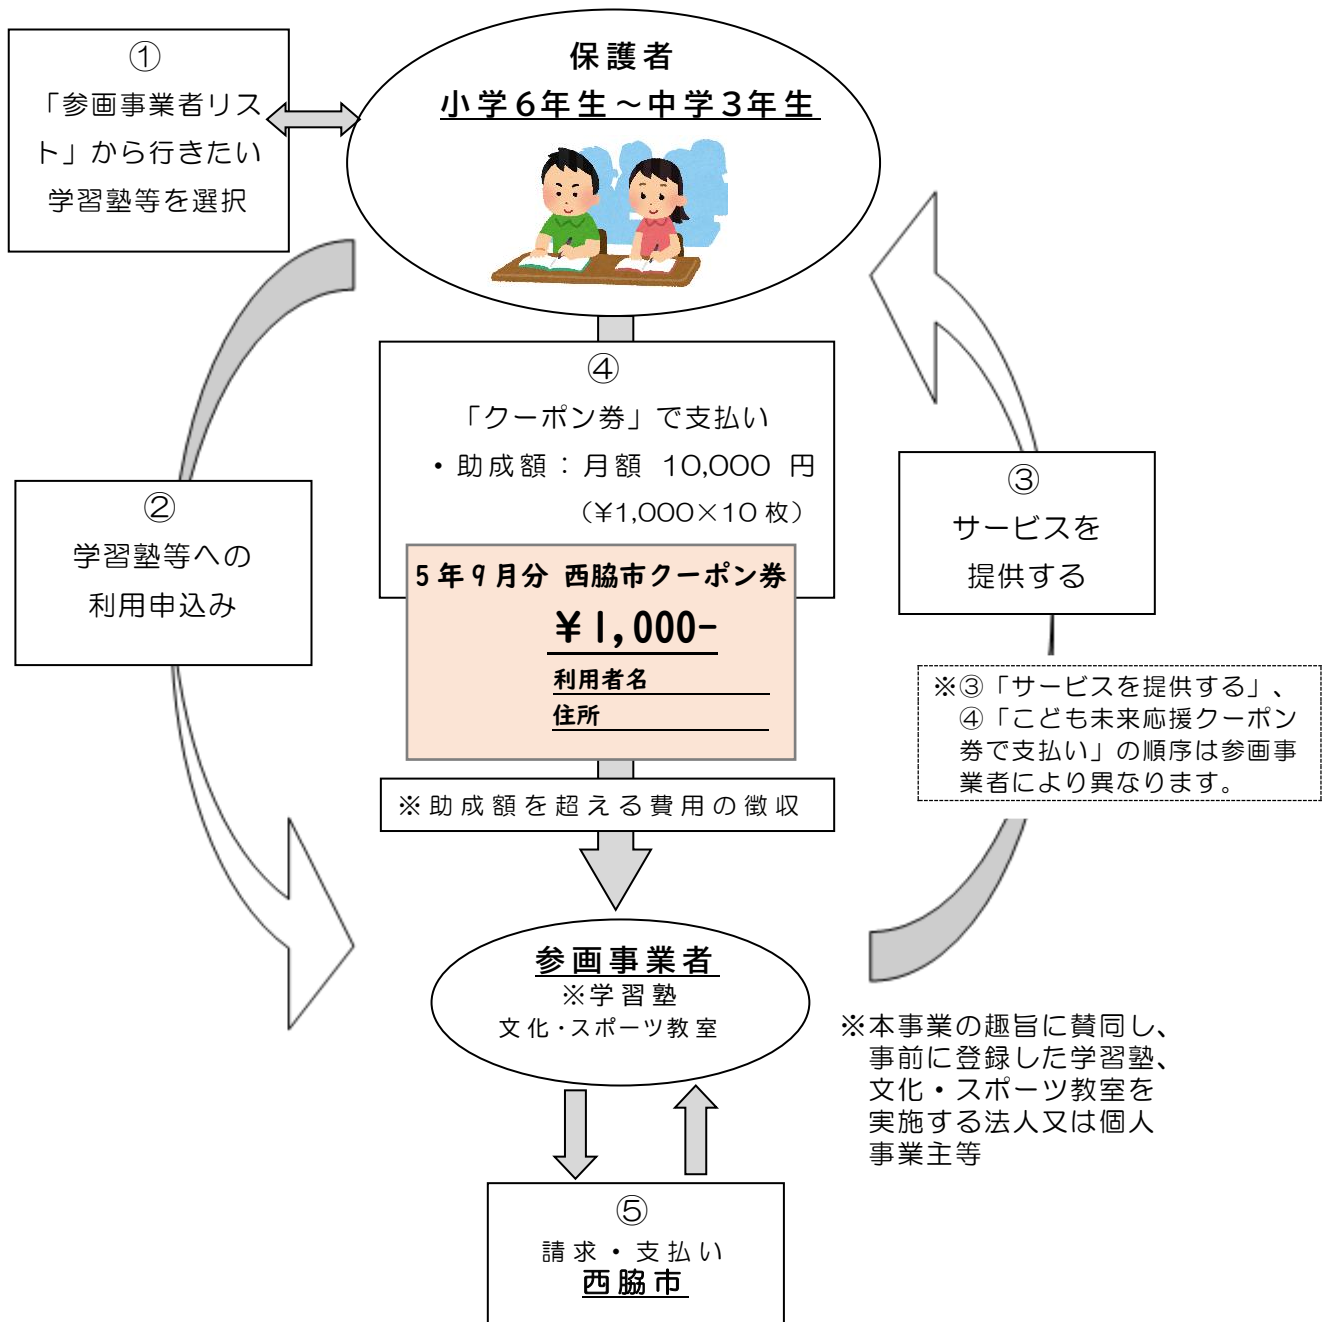 ①
「参画事業者リス
ト」から行きたい
学習塾等を選択
保護者
小学6年生～中学3年生
④
「クーポン券」で支払い
・助成額：月額 10,000 円
（¥1,000×10 枚）
5年9月分 西脇市クーポン券
¥1,000-
利用者名
住所
※助成額を超える費用の徴収
②
学習塾等への
利用申込み
③
サービスを
提供する
※③「サービスを提供する」、
④「こども未来応援クーポン
券で支払い」の順序は参画事
業者により異なります。
参画事業者
※学習塾
文化・スポーツ教室
※本事業の趣旨に賛同し、
事前に登録した学習塾、
文化・スポーツ教室を
実施する法人又は個人
事業主等
⑤
請求・支払い
西脇市